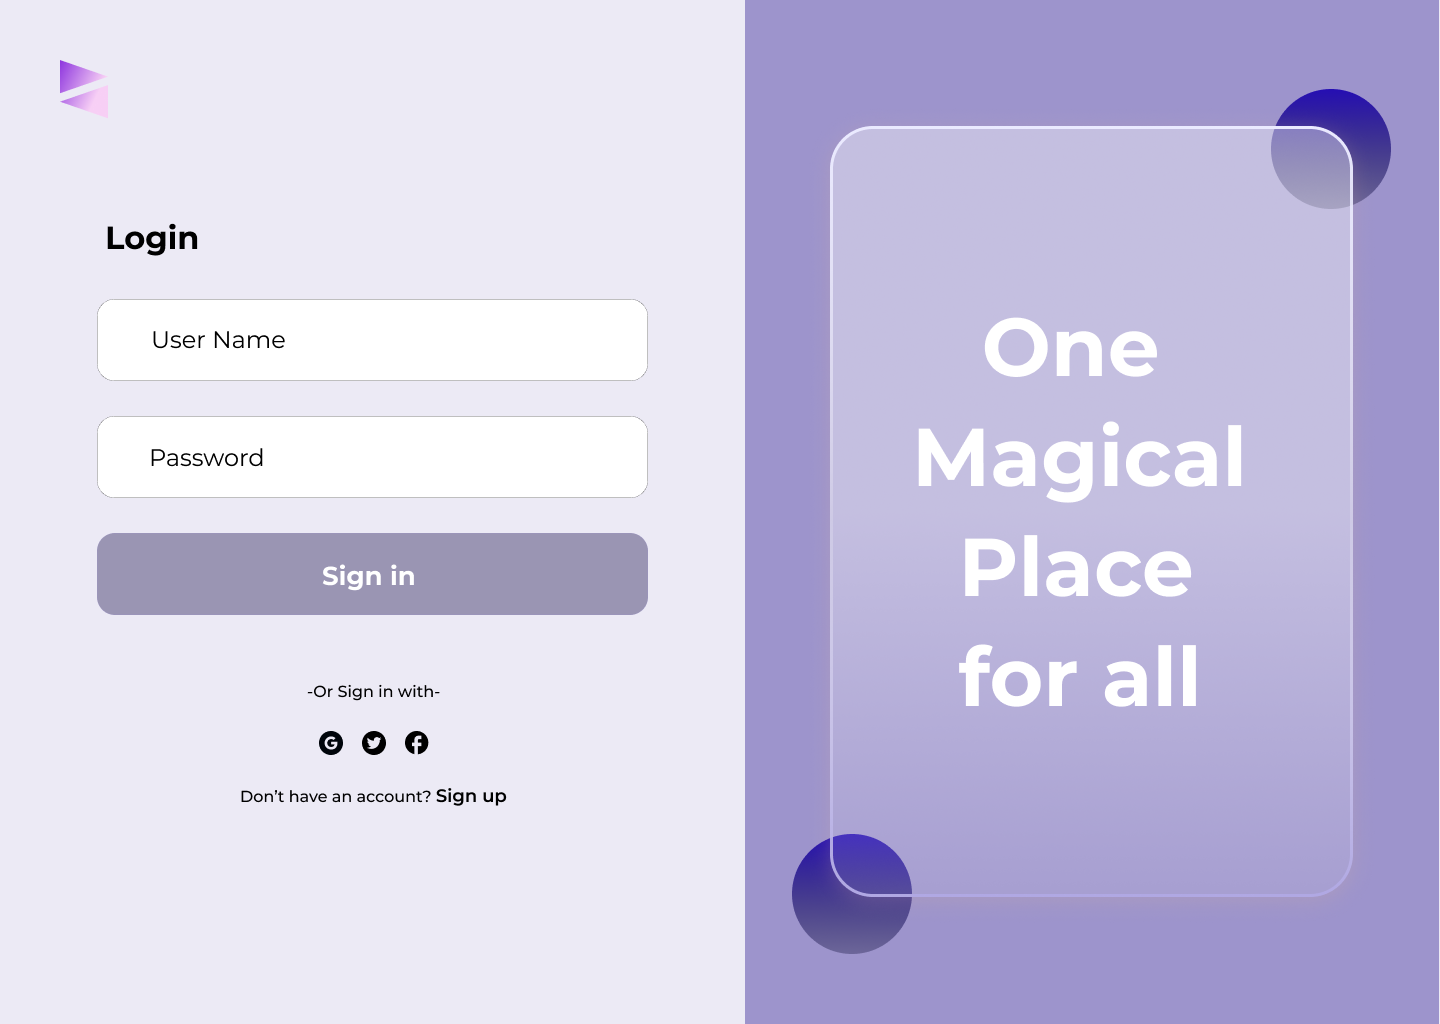 Login
User Name
Password
Sign in
-Or Sign in with-
Don’t have an account? Sign up
One
Magical
Place
for all